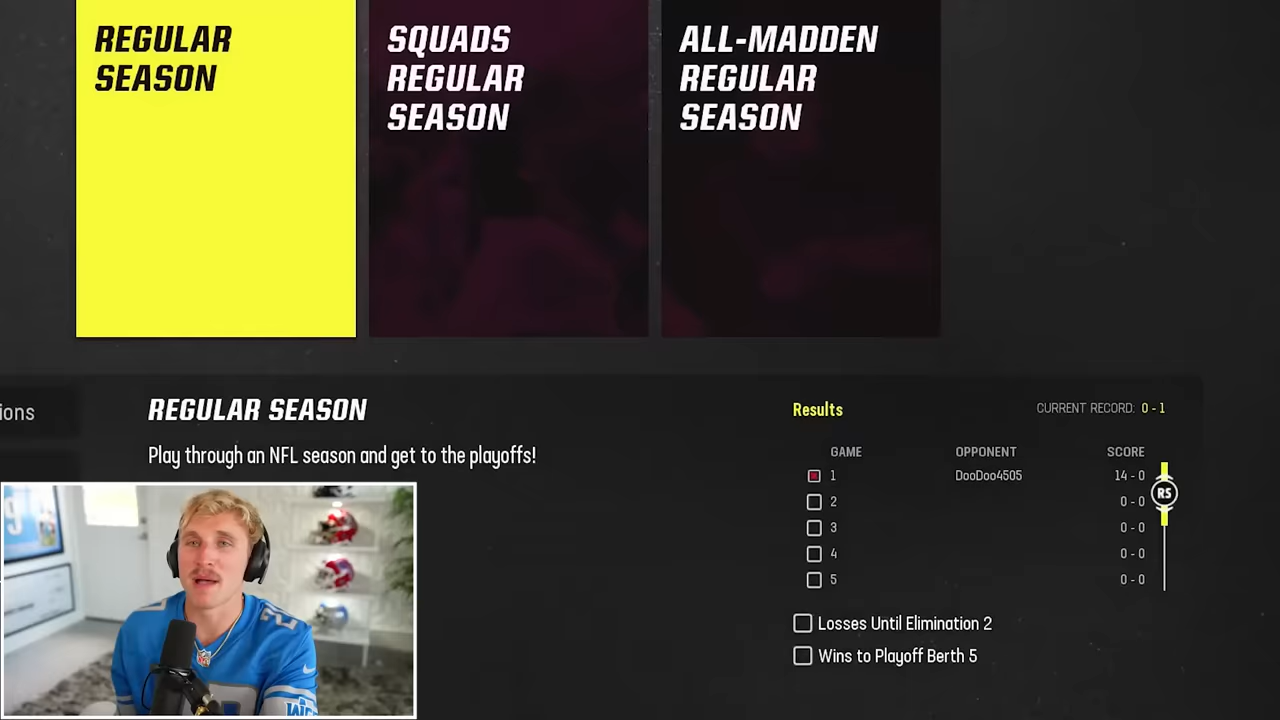 REGULAR
SEASON
SQUADS
REGULAR
SEASON
ALL-MADDEN
REGULAR
SEASON
ions
REGULAR SEASON
Play through an NFL season and get to the playoffs!
Results
CURRENT RECORD: 0 - 1
GAME OPPONENT SCORE
1 DooDoo4505 14 - 0
2 0 - 0
3 0 - 0
4 0 - 0
5 0 - 0
RS
Losses Until Elimination 2
Wins to Playoff Berth 5
9